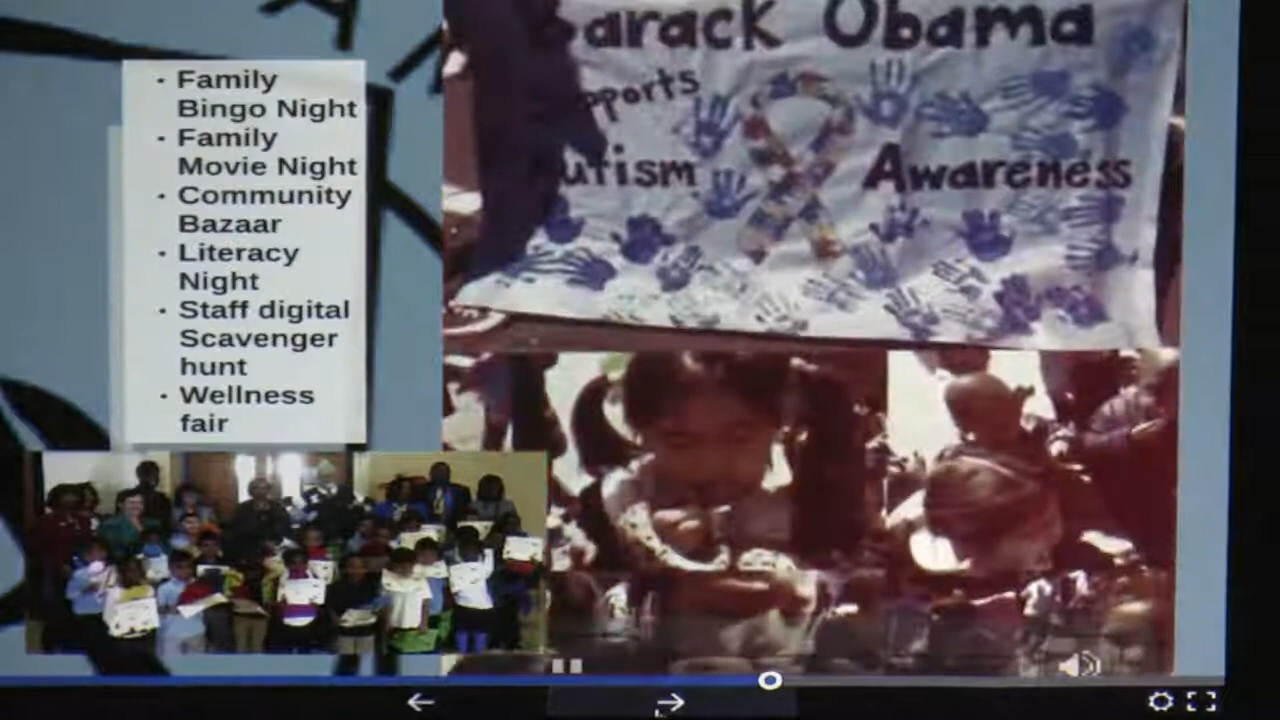 · Family
Bingo Night
· Family
Movie Night
· Community
Bazaar
· Literacy
Night
· Staff digital
Scavenger
hunt
· Wellness
fair
arack Obama
pports
utism
Awareness